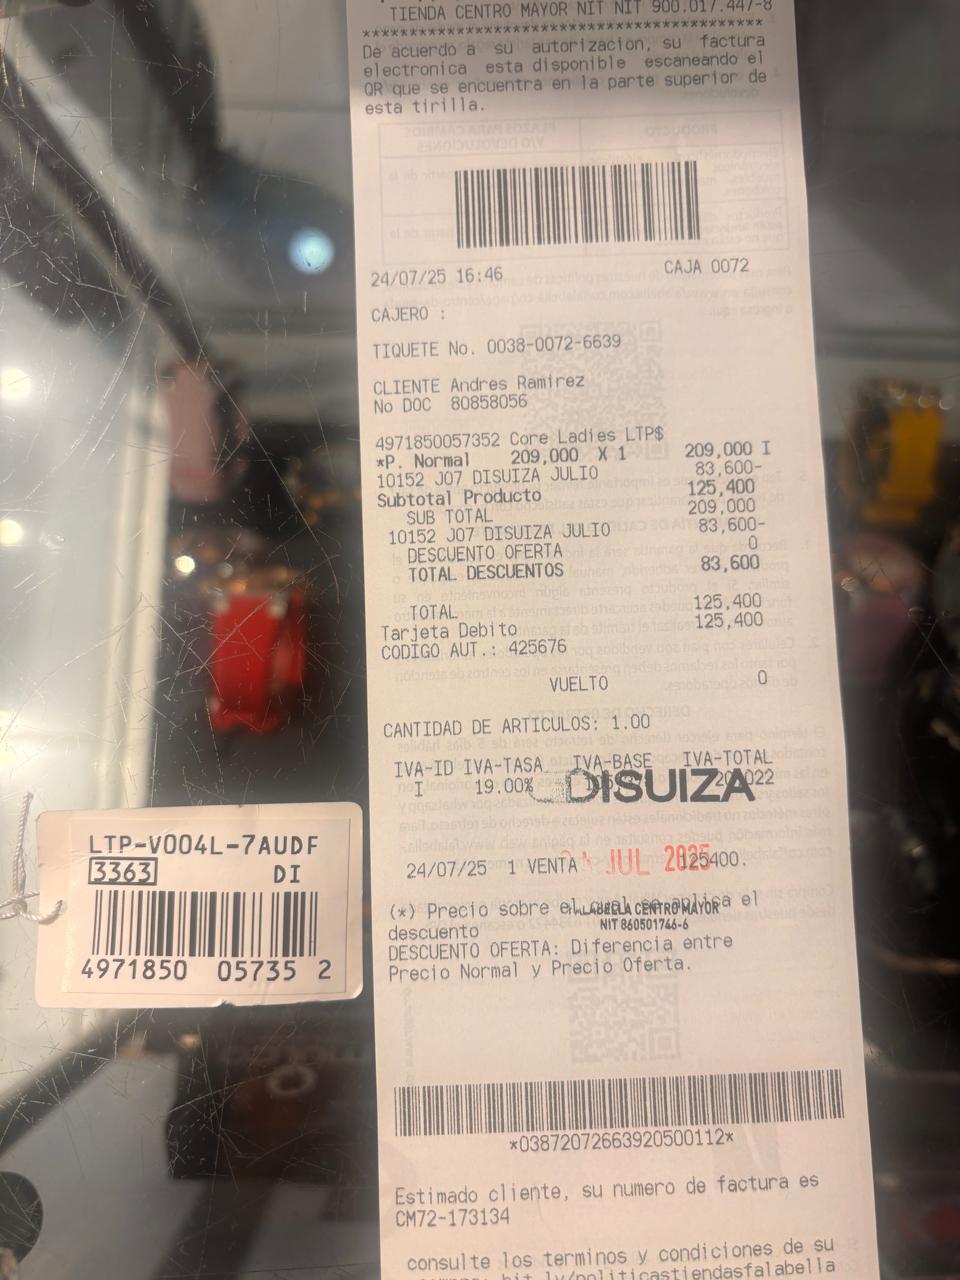 TIENDA CENTRO MAYOR NIT NIT 900.017.447-8
******************************************
De acuerdo a su autorizacion, su factura
electronica esta disponible escaneando el
QR que se encuentra en la parte superior de
esta tirilla.
24/07/25 16:46 CAJA 0072
CAJERO :
TIQUETE No. 0038-0072-6639
CLIENTE Andres Ramirez
No DOC 80858056
4971850057352 Core Ladies LTP$
*P. Normal 209,000 X 1 209,000 I
10152 J07 DISUIZA JULIO 83,600-
Subtotal Producto 125,400
SUB TOTAL 209,000
10152 J07 DISUIZA JULIO 83,600-
DESCUENTO OFERTA 0
TOTAL DESCUENTOS 83,600
TOTAL 125,400
Tarjeta Debito 125,400
CODIGO AUT.: 425676
VUELTO 0
CANTIDAD DE ARTICULOS: 1.00
IVA-ID IVA-TASA IVA-BASE IVA-TOTAL
I 19.00%
DISUIZA
24/07/25 1 VENTA 125400.
JUL 2025
(*) Precio sobre el cual se aplica el
FALABELLA CENTRO MAYOR
NIT 860501746-6
descuento
DESCUENTO OFERTA: Diferencia entre
Precio Normal y Precio Oferta.
*03872072663920500112*
Estimado cliente, su numero de factura es
CM72-173134
consulte los terminos y condiciones de su
bit.ly/politicastiendasfalabella
LTP-V004L-7AUDF
3363 DI
4971850 05735 2